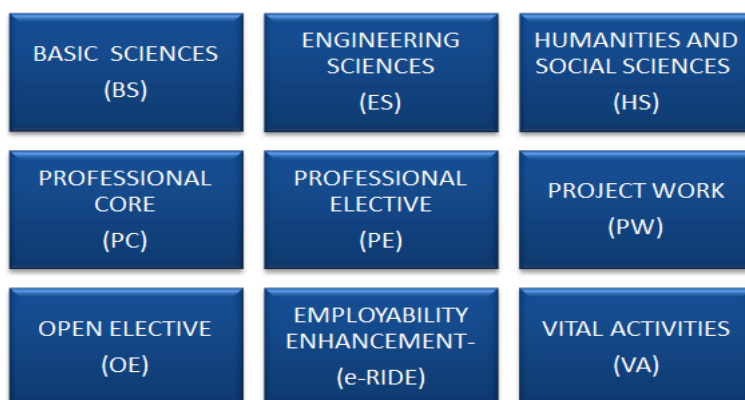 BASIC SCIENCES
(BS)
ENGINEERING
SCIENCES
(ES)
HUMANITIES AND
SOCIAL SCIENCES
(HS)
PROFESSIONAL
CORE
(PC)
PROFESSIONAL
ELECTIVE
(PE)
PROJECT WORK
(PW)
OPEN ELECTIVE
(OE)
EMPLOYABILITY
ENHANCEMENT-
(e-RIDE)
VITAL ACTIVITIES
(VA)